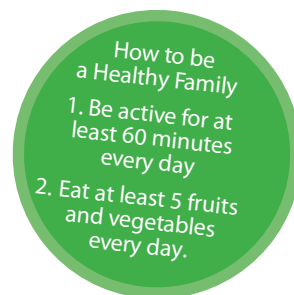 How to be
a Healthy Family
1. Be active for at
least 60 minutes
every day
2. Eat at least 5 fruits
and vegetables
every day.